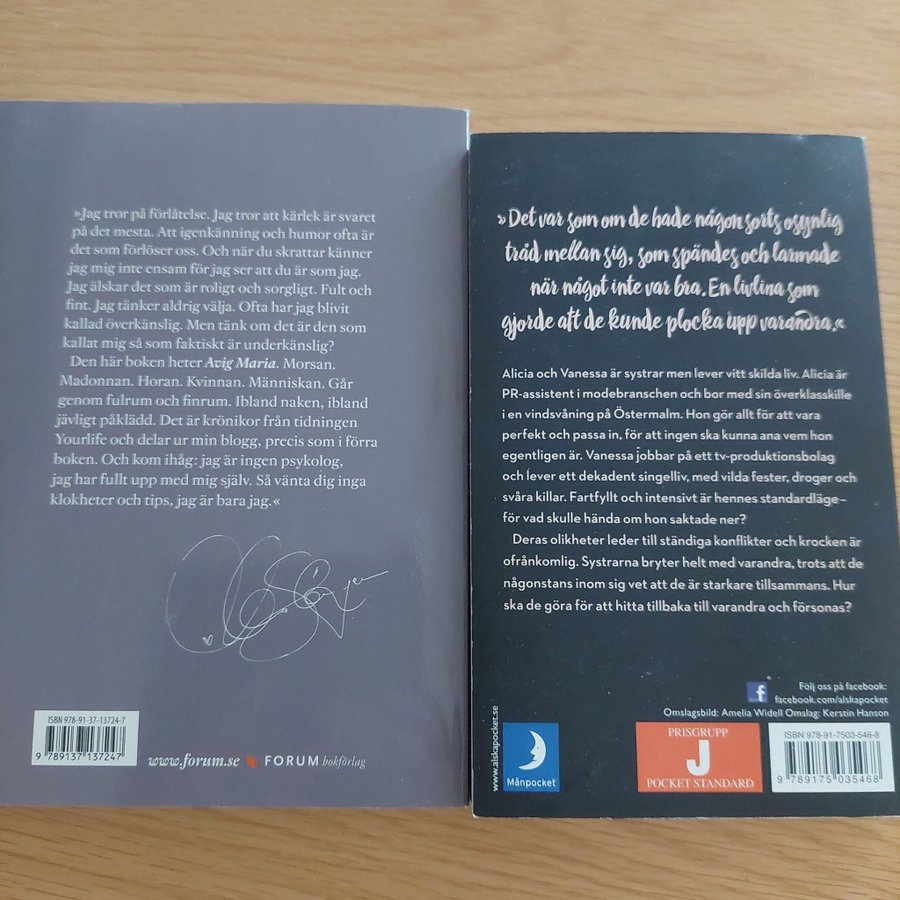 »Jag tror på förlåtelse. Jag tror att kärlek är svaret
på det mesta. Att igenkänning och humor ofta är
det som förlöser oss. Och när du skrattar känner
jag mig inte ensam för jag ser att du är som jag.
Jag älskar det som är roligt och sorgligt. Fult och
fint. Jag tänker aldrig välja. Ofta har jag blivit
kallad överkänslig. Men tänk om det är den som
kallat mig så som faktiskt är underkänslig?
Den här boken heter Avig Maria. Morsan.
Madonnan. Horan. Kvinnan. Människan. Går
genom fulrum och finrum. Ibland naken, ibland
jävligt påklädd. Det är krönikor från tidningen
Yourlife och delar ur min blogg, precis som i förra
boken. Och kom ihåg: jag är ingen psykolog,
jag har fullt upp med mig själv. Så vänta dig inga
klokheter och tips, jag är bara jag.«
ISBN 978-91-37-13724-7
9 789137 137247
www.forum.se FORUM bokförlag
»Det var som om de hade någon sorts osynlig
tråd mellan sig, som spändes och larmade
när något inte var bra. En livlina som
gjorde att de kunde plocka upp varandra.«
Alicia och Vanessa är systrar men lever vitt skilda liv. Alicia är
PR-assistent i modebranschen och bor med sin överklasskille
i en vindsvåning på Östermalm. Hon gör allt för att vara
perfekt och passa in, för att ingen ska kunna ana vem hon
egentligen är. Vanessa jobbar på ett tv-produktionsbolag
och lever ett dekadent singelliv, med vilda fester, droger och
svåra killar. Fartfyllt och intensivt är hennes standardläge –
för vad skulle hända om hon saktade ner?
Deras olikheter leder till ständiga konflikter och krocken är
ofrånkomlig. Systrarna bryter helt med varandra, trots att de
någonstans inom sig vet att de är starkare tillsammans. Hur
ska de göra för att hitta tillbaka till varandra och försonas?
f
Följ oss på facebook:
facebook.com/alskapocket
Omslagsbild: Amelia Widell Omslag: Kerstin Hanson
www.alskapocket.se
Månpocket
PRISGRUPP
J
POCKET STANDARD
ISBN 978-91-7503-546-8
9 789175 035468